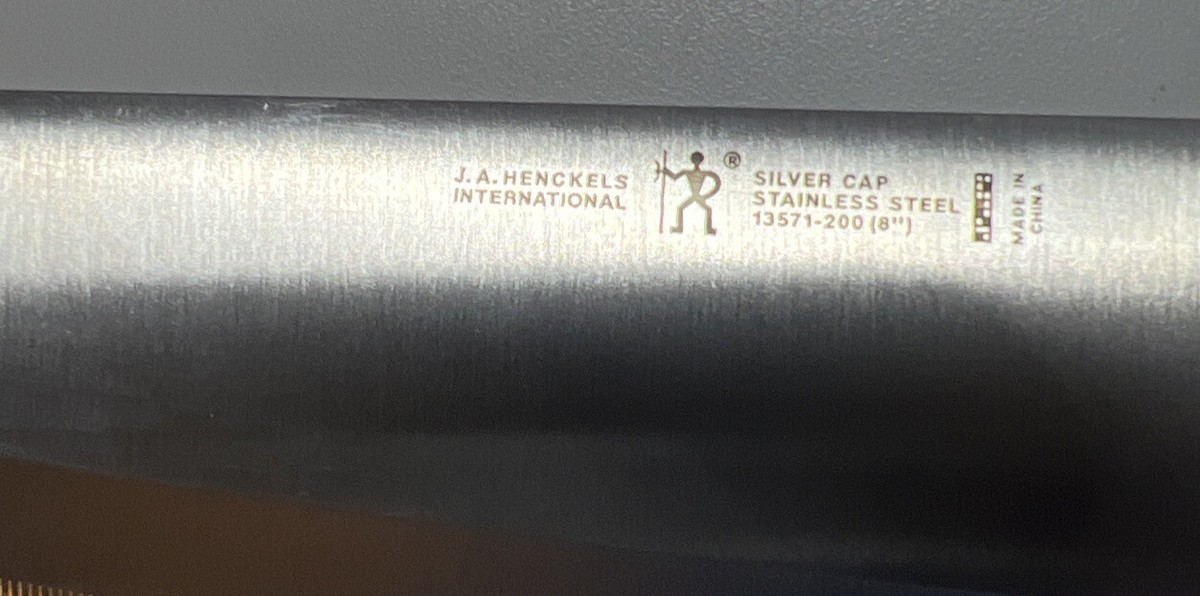 J.A.HENCKELS
INTERNATIONAL
®
SILVER CAP
STAINLESS STEEL
13571-200 (8")
MADE IN
CHINA